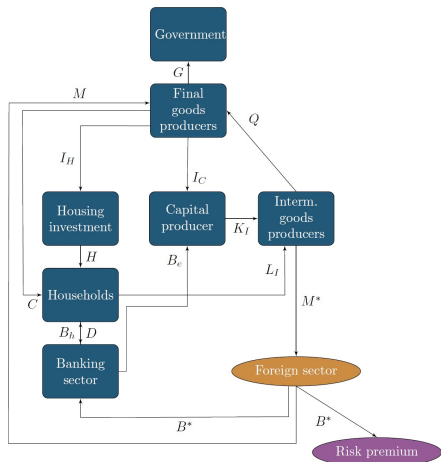 Government
G
M
Final
goods
producers
Q
I_H
I_C
Housing
investment
Capital
producer
K_I
Interm.
goods
producers
H
B_e
L_I
Households
C
B_h
D
M*
Banking
sector
Foreign sector
B*
B*
Risk premium